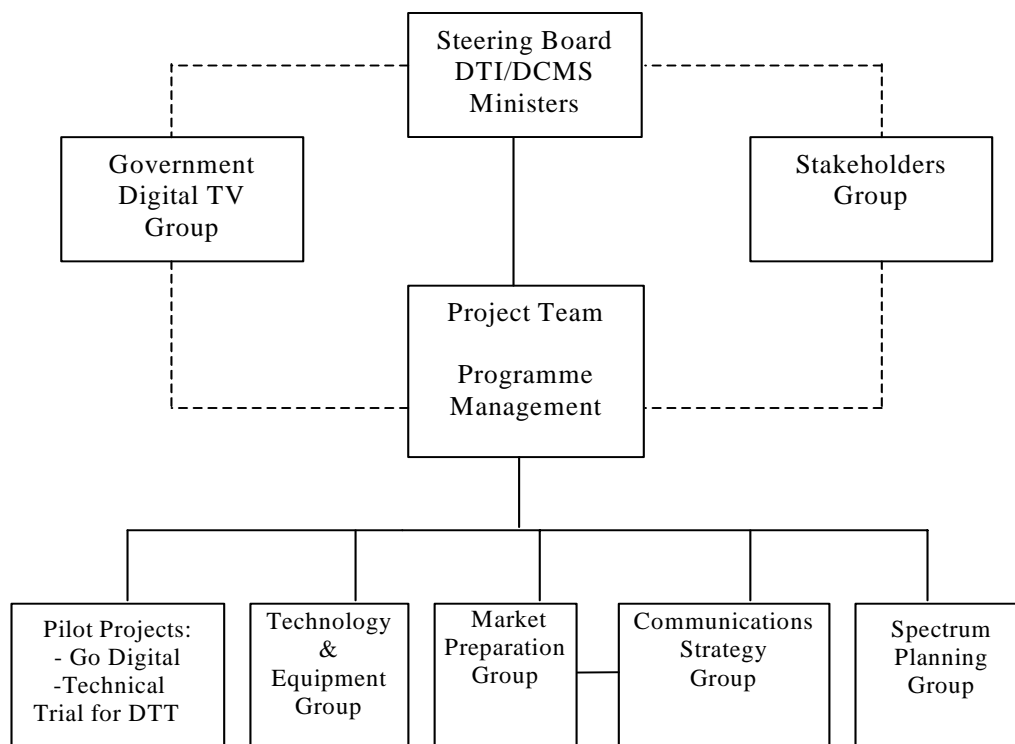 Steering Board
DTI/DCMS
Ministers
Government
Digital TV
Group
Stakeholders
Group
Project Team
Programme
Management
Pilot Projects:
- Go Digital
-Technical
Trial for DTT
Technology
&
Equipment
Group
Market
Preparation
Group
Communications
Strategy
Group
Spectrum
Planning
Group